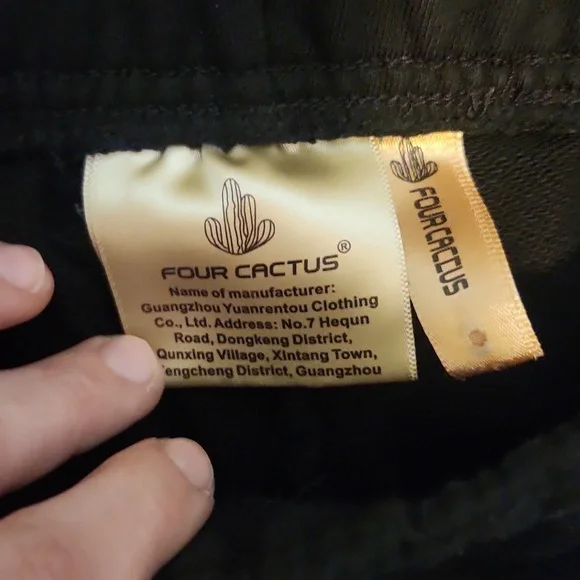 FOUR CACTUS®
Name of manufacturer:
Guangzhou Yuanrentou Clothing
Co., Ltd. Address: No.7 Hequn
Road, Dongkeng District,
Qunxing Village, Xintang Town,
engcheng District, Guangzhou
FOUR CACTUS